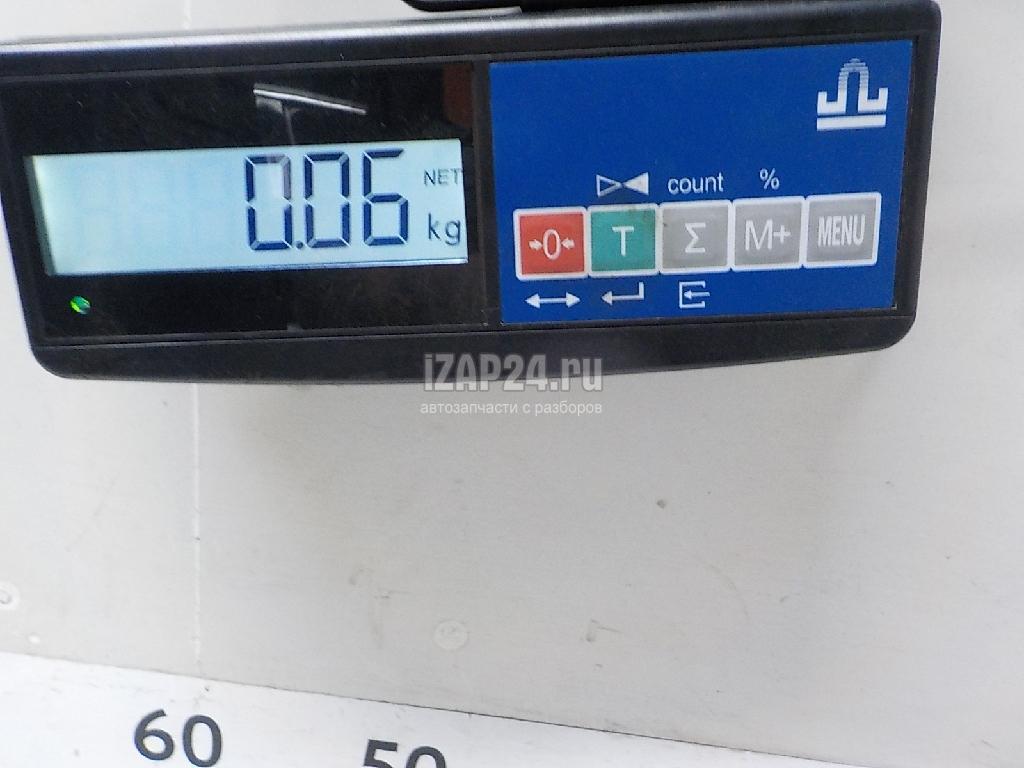 0.06 NET kg
count %
→0← T Σ M+ MENU
iZAP24.ru
автозапчасти с разборов
60 50